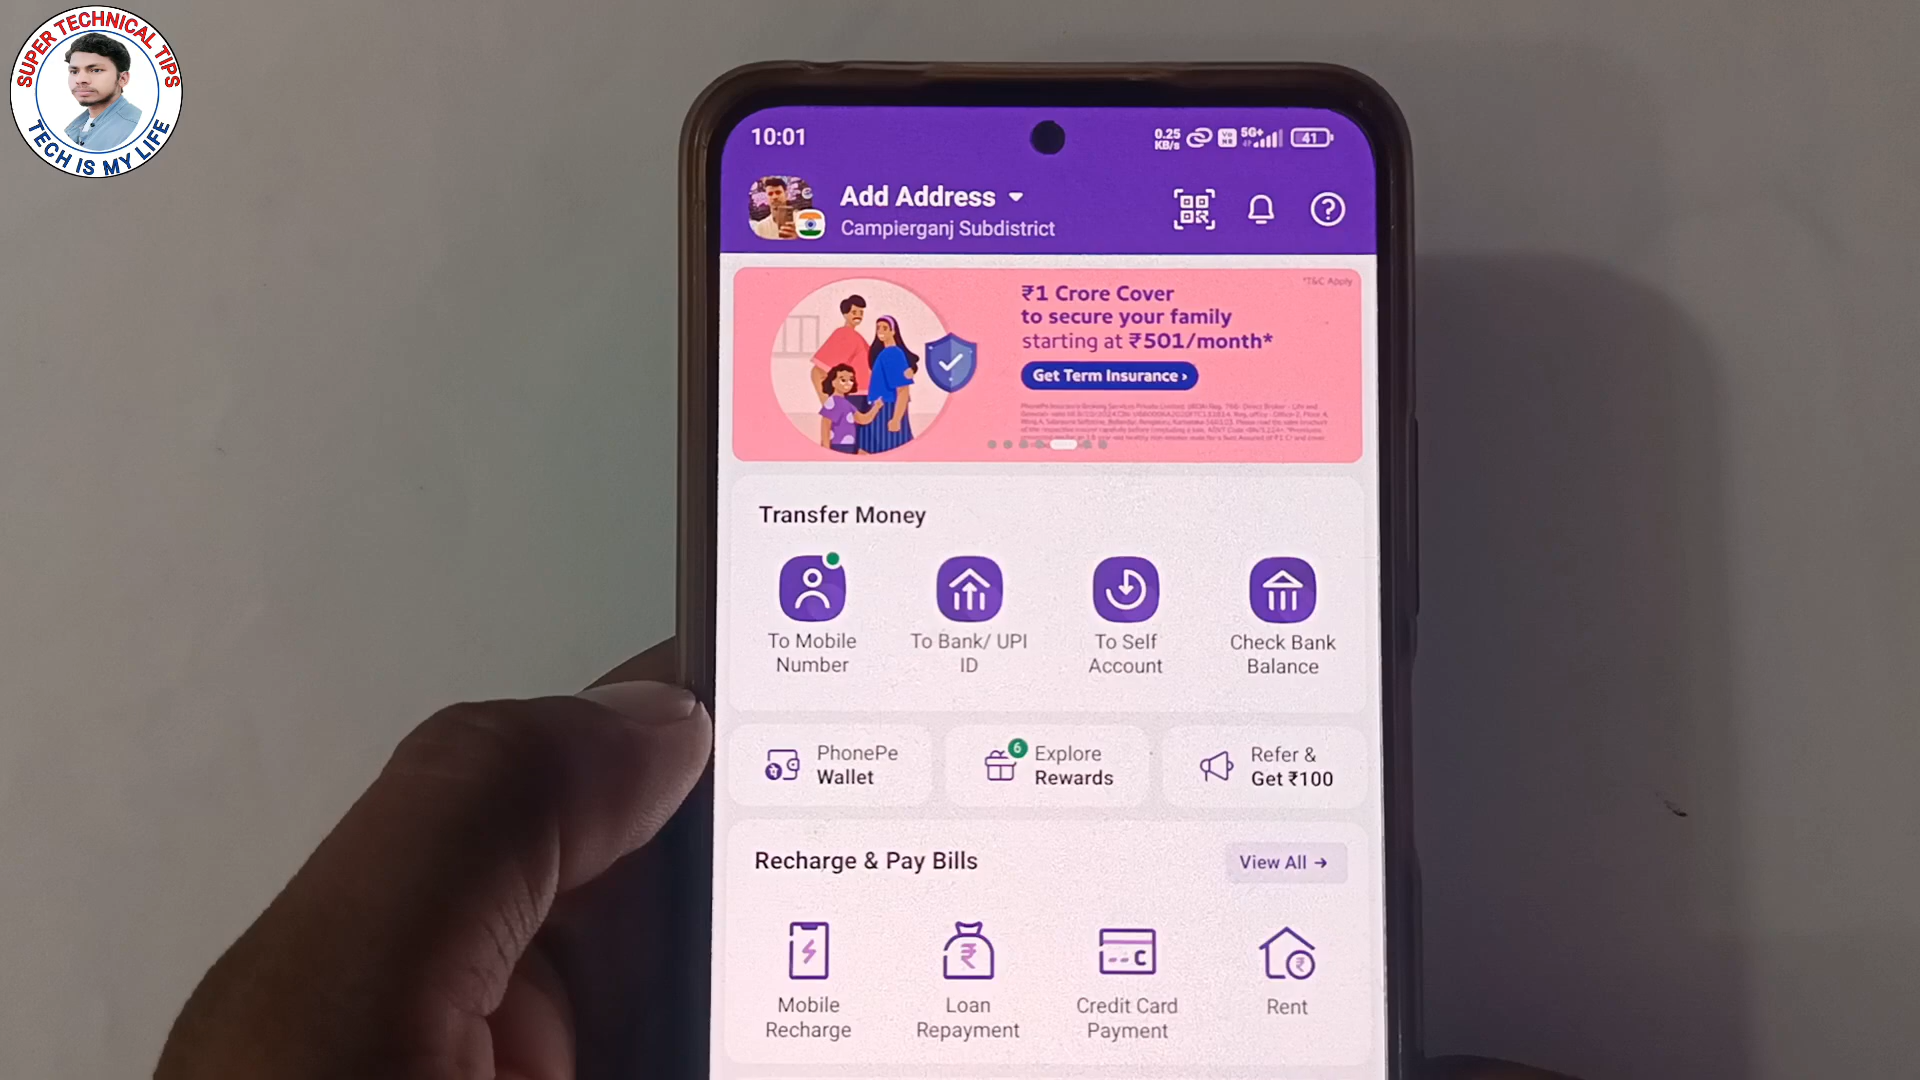 SUPER TECHNICAL TIPS
TECH IS MY LIFE
10:01
0.25
KB/s
5G+
41
Add Address
Campierganj Subdistrict
*T&C Apply
₹1 Crore Cover
to secure your family
starting at ₹501/month*
Get Term Insurance ›
Transfer Money
To Mobile
Number
To Bank/ UPI
ID
To Self
Account
Check Bank
Balance
PhonePe
Wallet
6
Explore
Rewards
Refer &
Get ₹100
Recharge & Pay Bills
View All →
Mobile
Recharge
Loan
Repayment
Credit Card
Payment
Rent